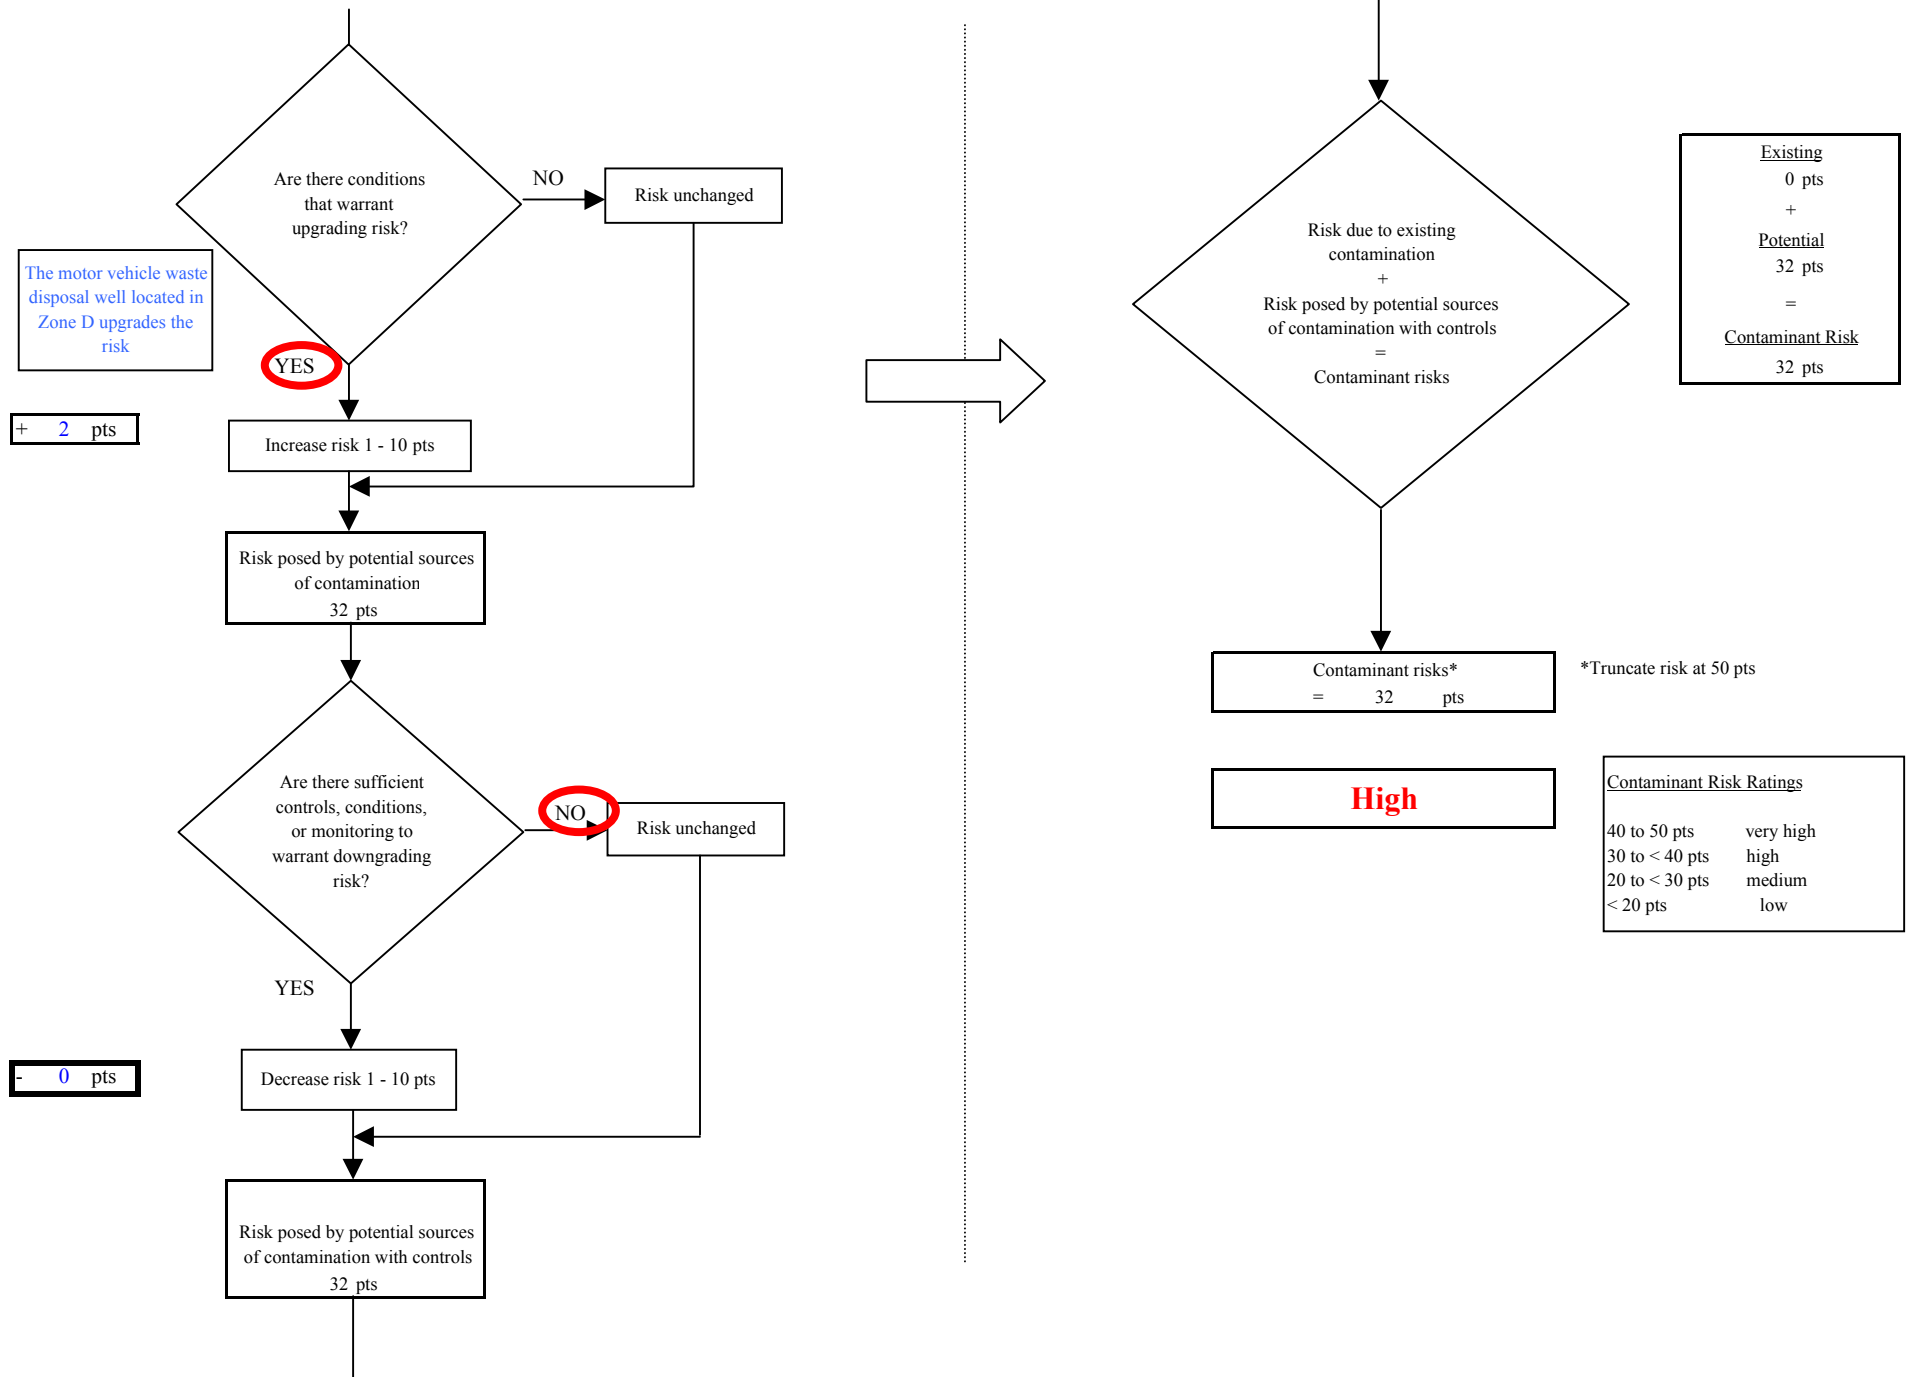 Are there conditions
that warrant
upgrading risk?
NO
Risk unchanged
The motor vehicle waste
disposal well located in
Zone D upgrades the
risk
YES
+ 2 pts
Increase risk 1 - 10 pts
Risk posed by potential sources
of contamination
32 pts
Are there sufficient
controls, conditions,
or monitoring to
warrant downgrading
risk?
NO
Risk unchanged
YES
- 0 pts
Decrease risk 1 - 10 pts
Risk posed by potential sources
of contamination with controls
32 pts
Risk due to existing
contamination
+
Risk posed by potential sources
of contamination with controls
=
Contaminant risks
Existing
0 pts
+
Potential
32 pts
=
Contaminant Risk
32 pts
Contaminant risks*
= 32 pts
*Truncate risk at 50 pts
High
Contaminant Risk Ratings
40 to 50 pts very high
30 to < 40 pts high
20 to < 30 pts medium
< 20 pts low